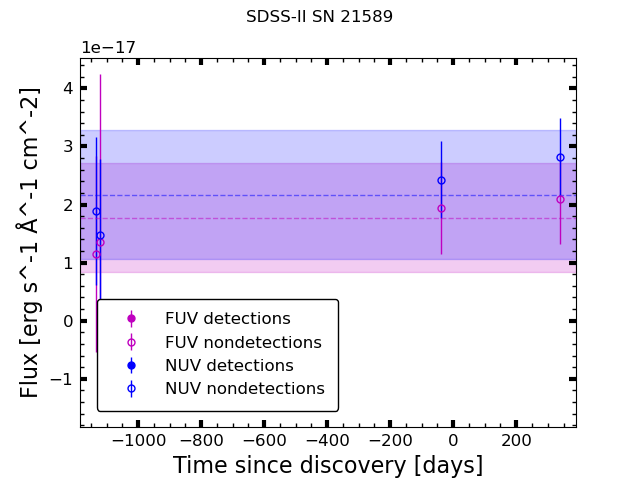 SDSS-II SN 21589
1e−17
4
3
2
1
0
−1
Flux [erg s^-1 Å^-1 cm^-2]
FUV detections
FUV nondetections
NUV detections
NUV nondetections
−1000 −800 −600 −400 −200 0 200
Time since discovery [days]